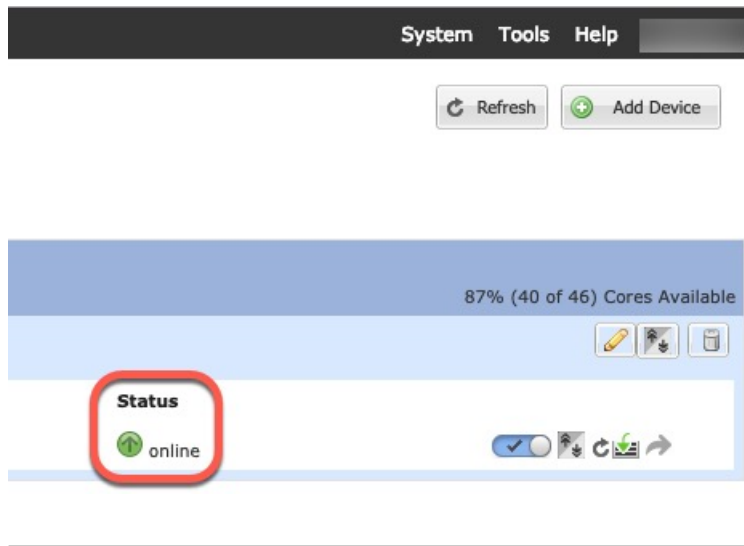 System Tools Help
Refresh Add Device
87% (40 of 46) Cores Available
Status
online